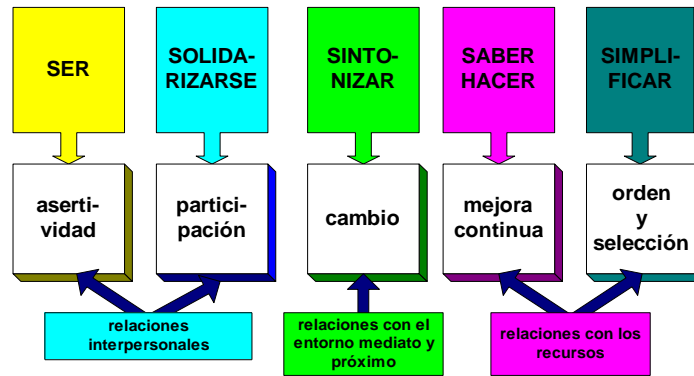 SER
SOLIDA-
RIZARSE
SINTO-
NIZAR
SABER
HACER
SIMPLI-
FICAR
aserti-
vidad
partici-
pación
cambio
mejora
continua
orden
y
selección
relaciones
interpersonales
relaciones con el
entorno mediato y
próximo
relaciones con los
recursos